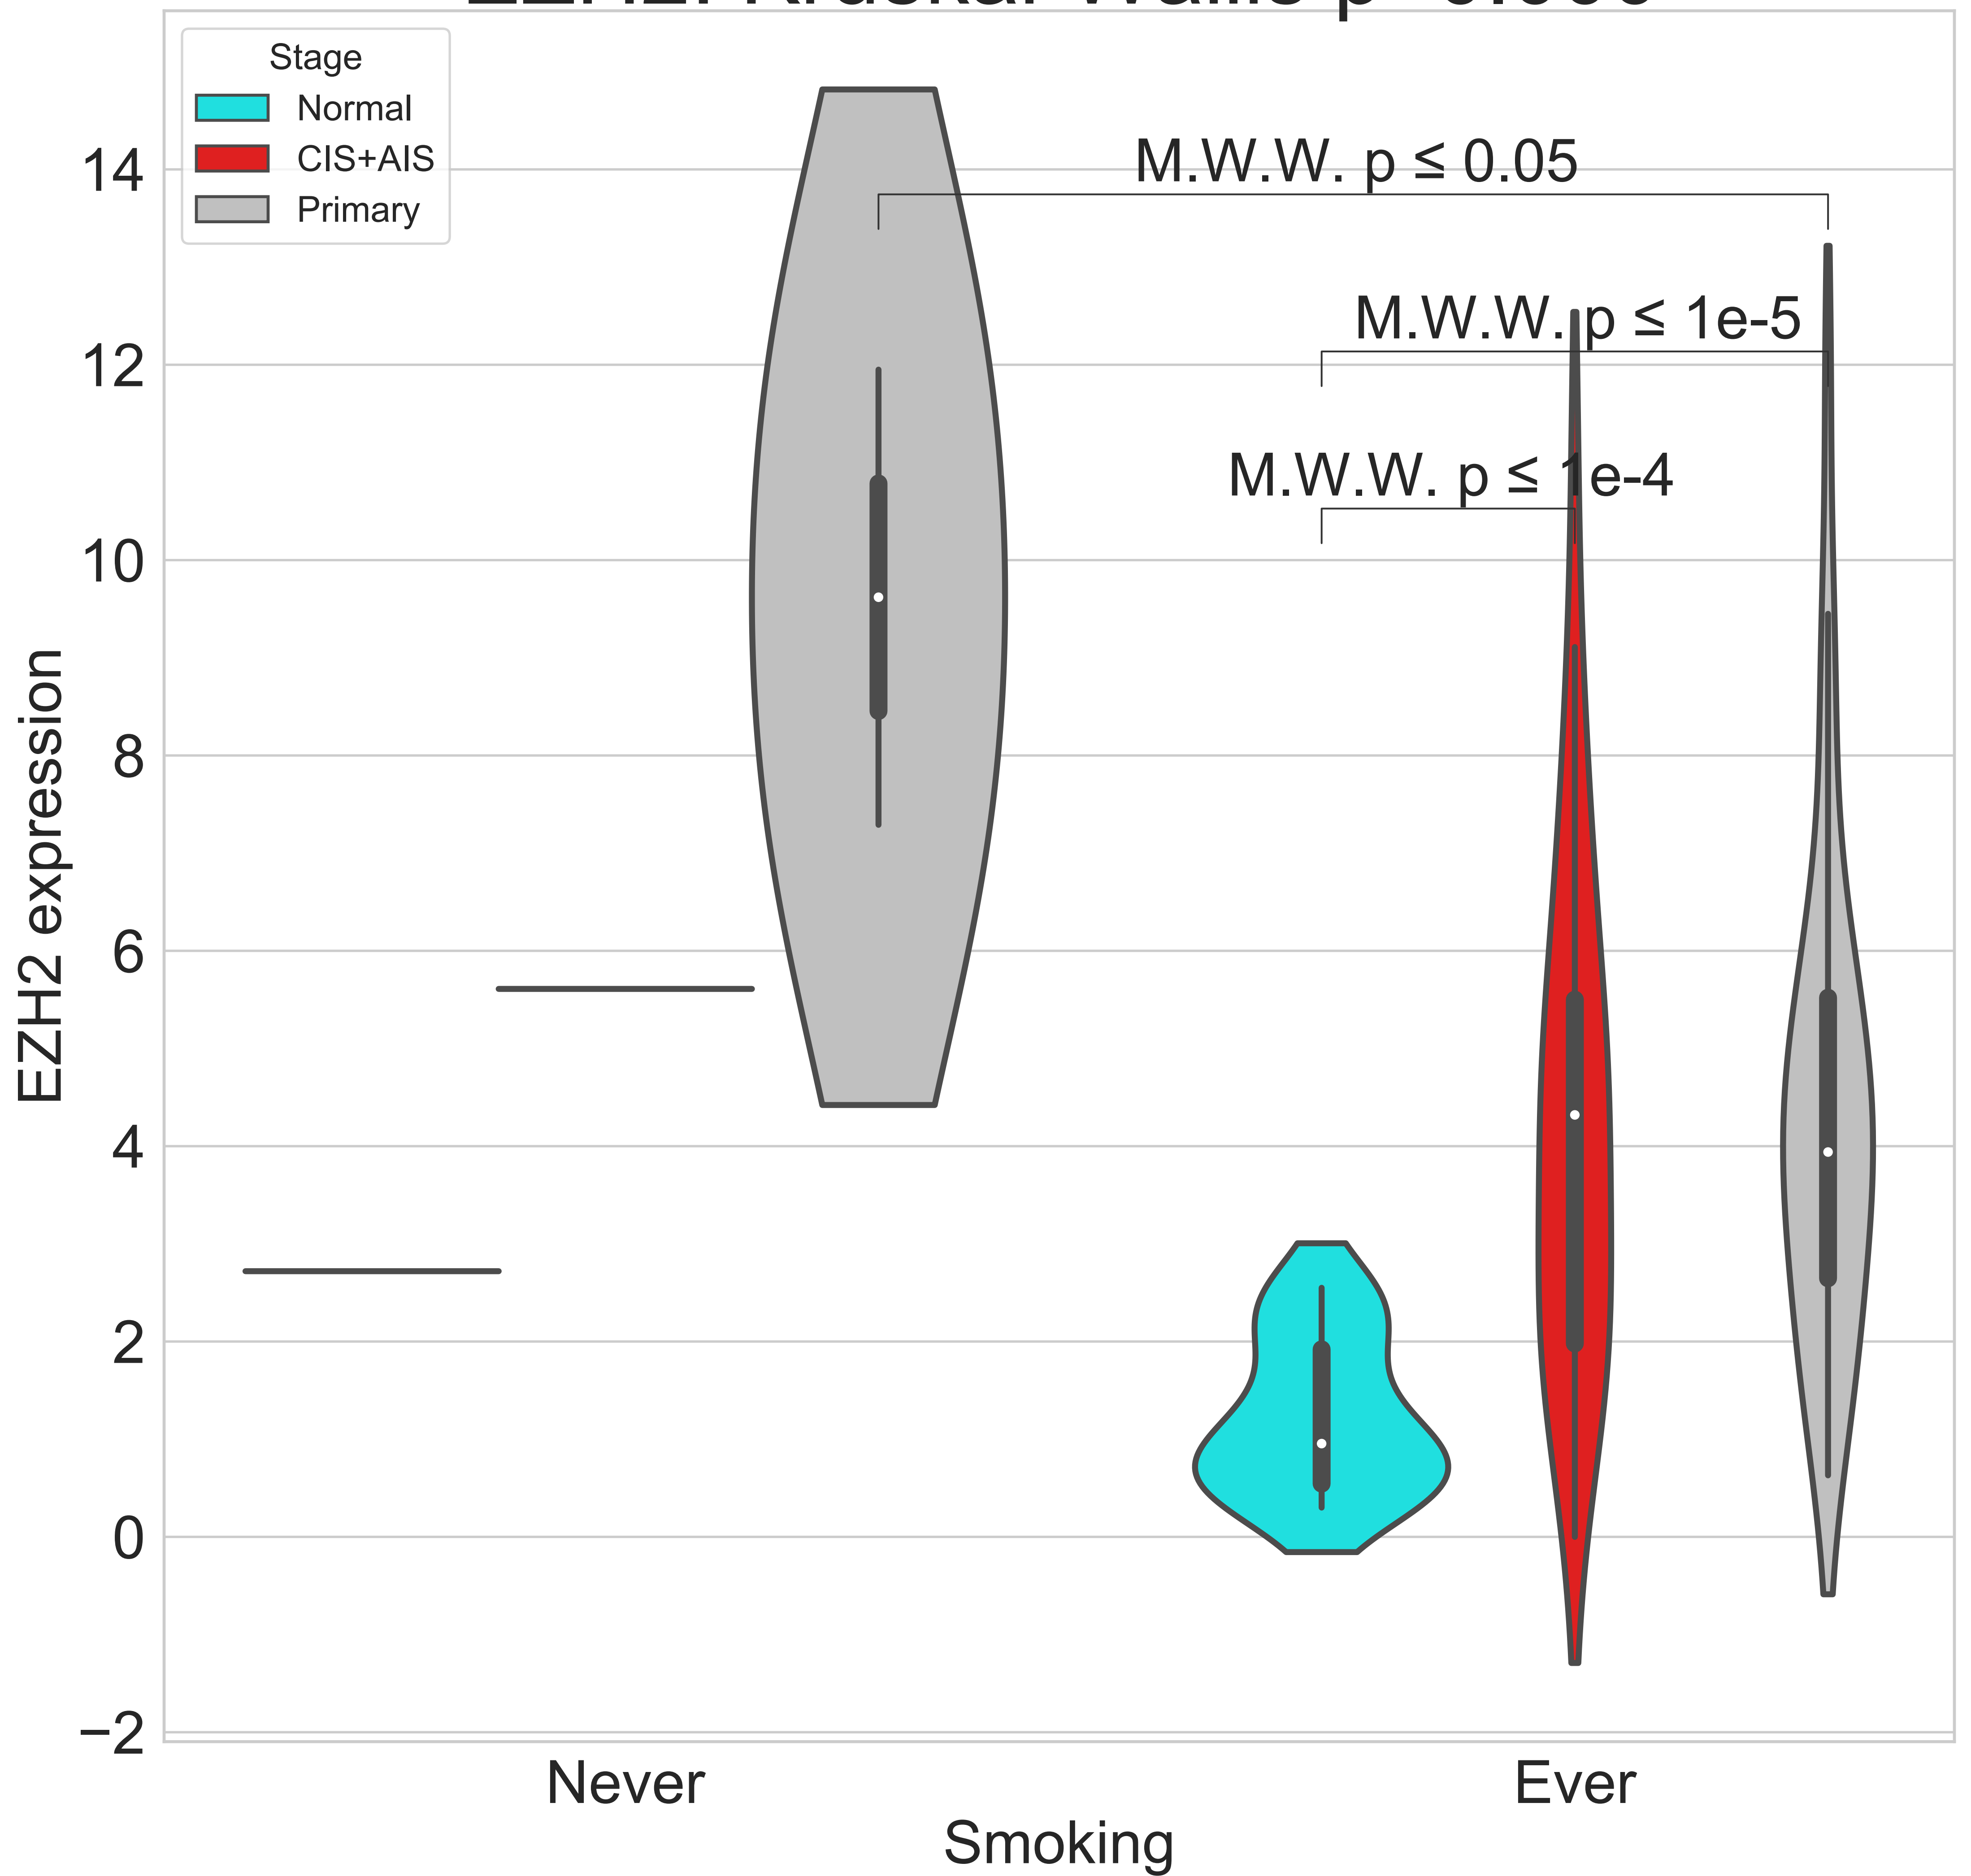 Stage
Normal
CIS+AIS
Primary
M.W.W. p ≤ 0.05
M.W.W. p ≤ 1e-5
M.W.W. p ≤ 1e-4
14
12
10
8
6
4
2
0
−2
EZH2 expression
Never
Ever
Smoking